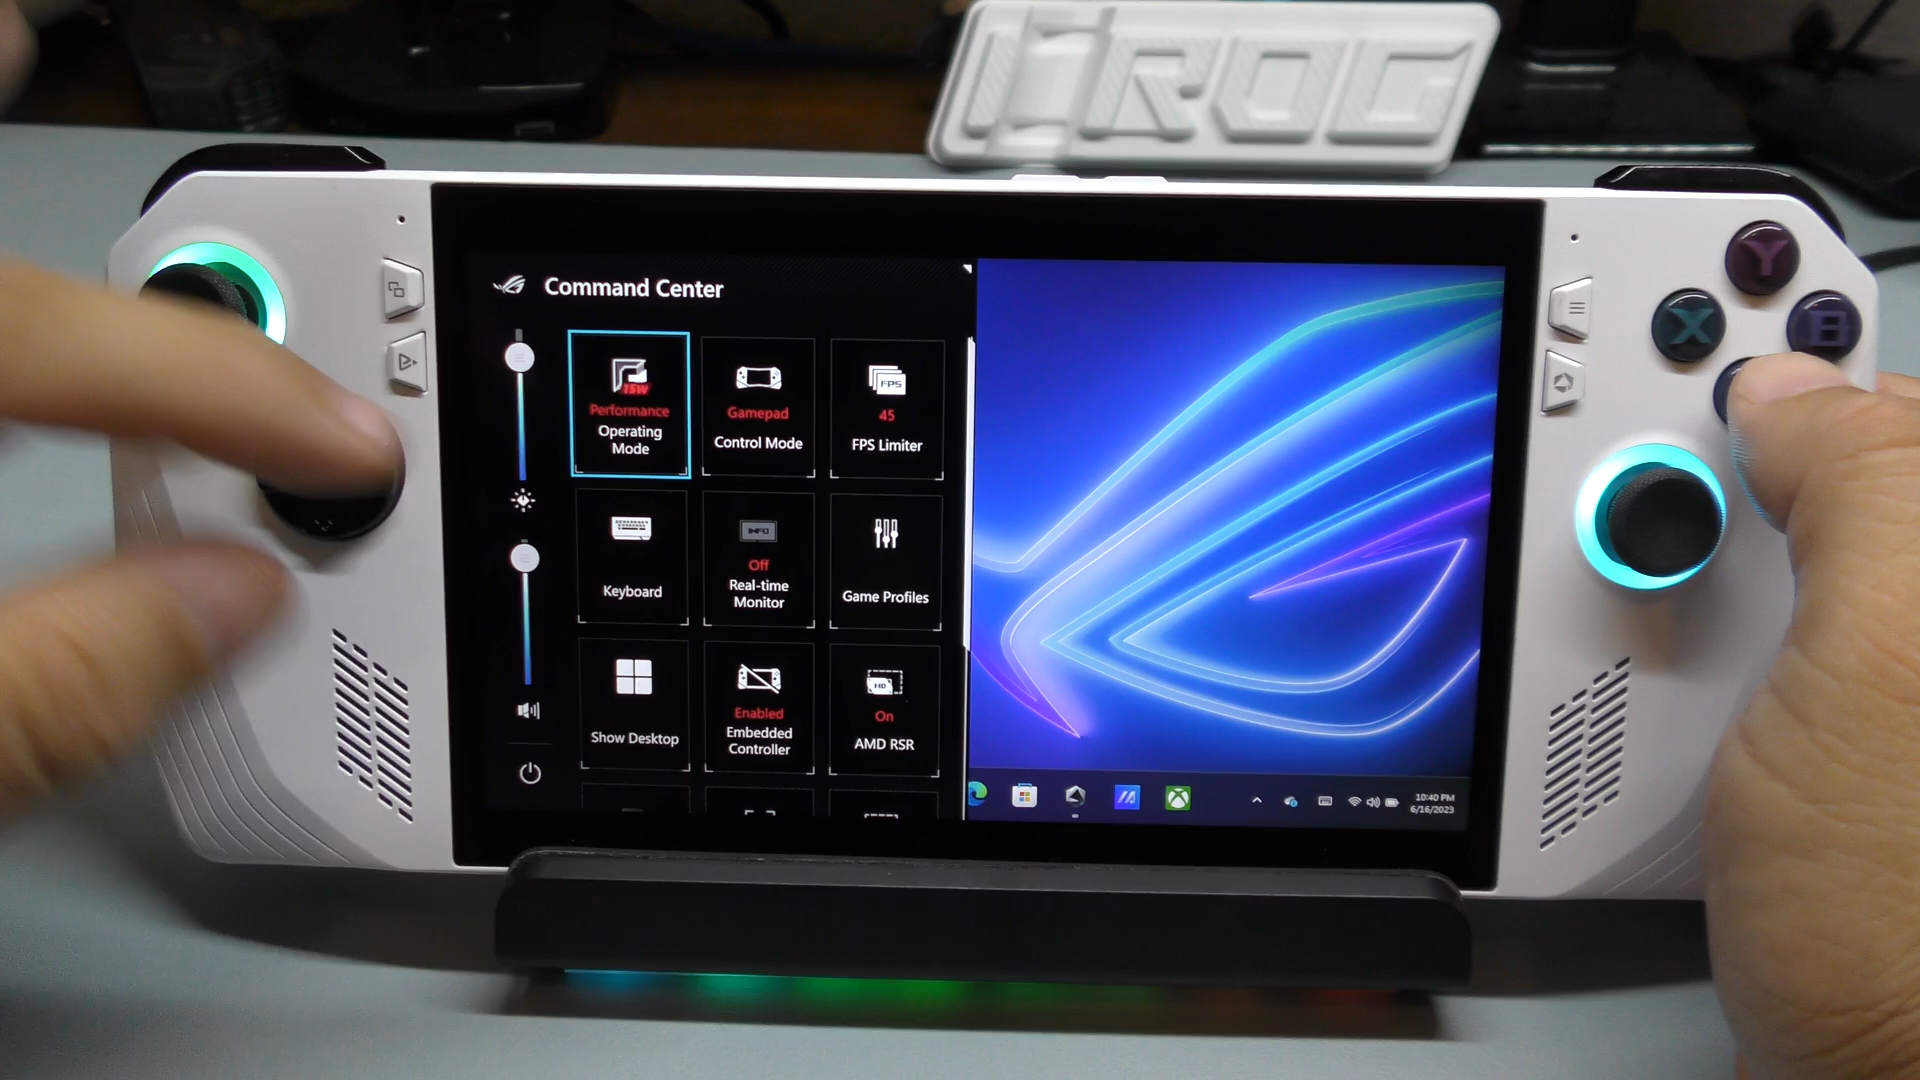 ROG
Command Center
15W
Performance
Operating
Mode
Gamepad
Control Mode
FPS
45
FPS Limiter
Keyboard
INFO
Off
Real-time
Monitor
Game Profiles
Show Desktop
Enabled
Embedded
Controller
HD
On
AMD RSR
10:40 PM
6/16/2023
Y
X
B